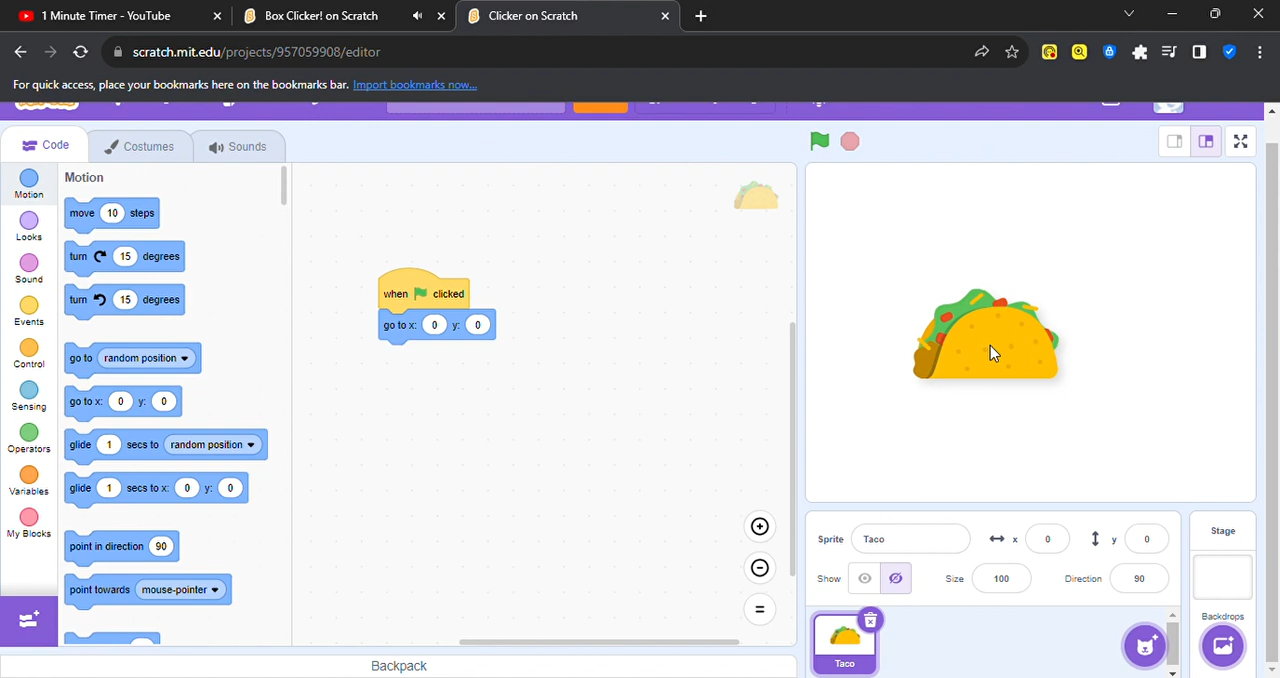 1 Minute Timer - YouTube
Box Clicker! on Scratch
Clicker on Scratch
scratch.mit.edu/projects/957059908/editor
For quick access, place your bookmarks here on the bookmarks bar. Import bookmarks now...
Code
Costumes
Sounds
Motion
Looks
Sound
Events
Control
Sensing
Operators
Variables
My Blocks
Motion
move 10 steps
turn 15 degrees
turn 15 degrees
go to random position
go to x: 0 y: 0
glide 1 secs to random position
glide 1 secs to x: 0 y: 0
point in direction 90
point towards mouse-pointer
when clicked
go to x: 0 y: 0
Backpack
Sprite Taco x 0 y 0
Show Size 100 Direction 90
Taco
Stage
Backdrops